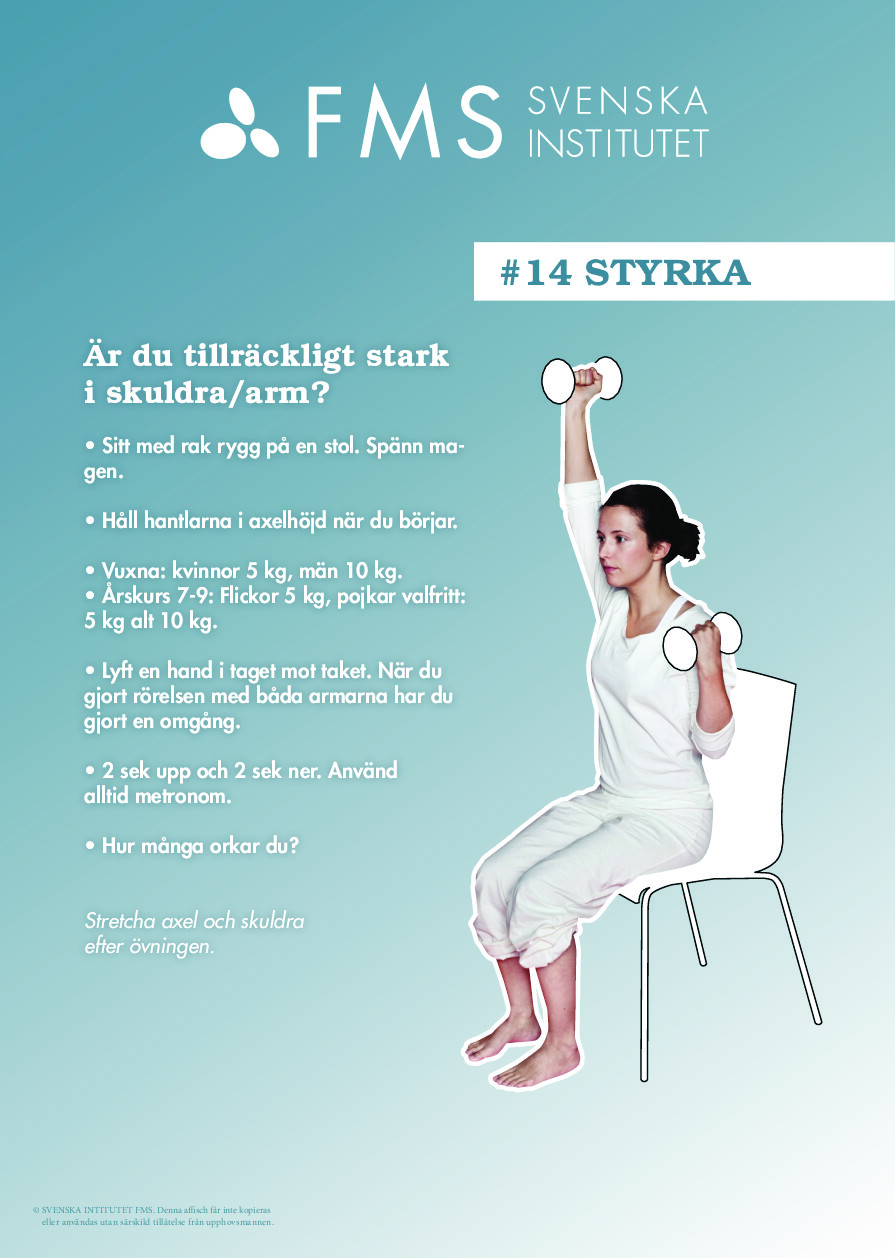 FMS
SVENSKA
INSTITUTET
#14 STYRKA
Är du tillräckligt stark
i skuldra/arm?
• Sitt med rak rygg på en stol. Spänn ma-
gen.
• Håll hantlarna i axelhöjd när du börjar.
• Vuxna: kvinnor 5 kg, män 10 kg.
• Årskurs 7-9: Flickor 5 kg, pojkar valfritt:
5 kg alt 10 kg.
• Lyft en hand i taget mot taket. När du
gjort rörelsen med båda armarna har du
gjort en omgång.
• 2 sek upp och 2 sek ner. Använd
alltid metronom.
• Hur många orkar du?
Stretcha axel och skuldra
efter övningen.
© SVENSKA INTITUTET FMS. Denna affisch får inte kopieras
eller användas utan särskild tillåtelse från upphovsmannen.